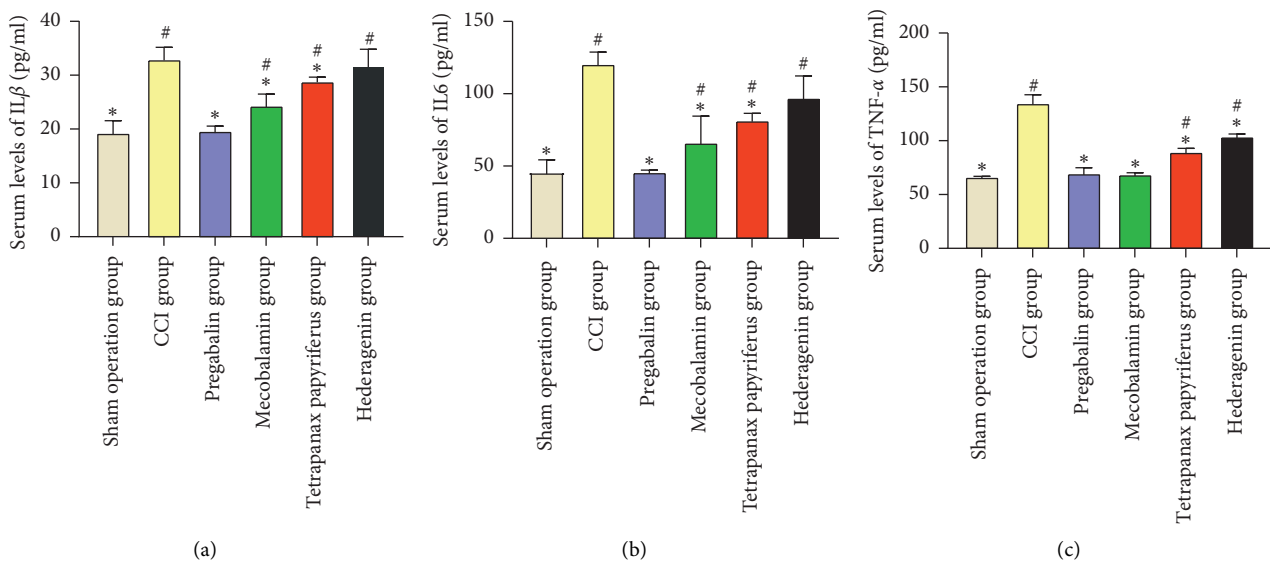 Serum levels of ILβ (pg/ml)
40
30
20
10
0
*
#
*
#
*
#
*
#
Sham operation group
CCI group
Pregabalin group
Mecobalamin group
Tetrapanax papyriferus group
Hederagenin group
(a)
Serum levels of IL6 (pg/ml)
150
100
50
0
*
#
*
#
*
#
*
#
Sham operation group
CCI group
Pregabalin group
Mecobalamin group
Tetrapanax papyriferus group
Hederagenin group
(b)
Serum levels of TNF-α (pg/ml)
200
150
100
50
0
*
#
*
*
#
*
#
*
Sham operation group
CCI group
Pregabalin group
Mecobalamin group
Tetrapanax papyriferus group
Hederagenin group
(c)